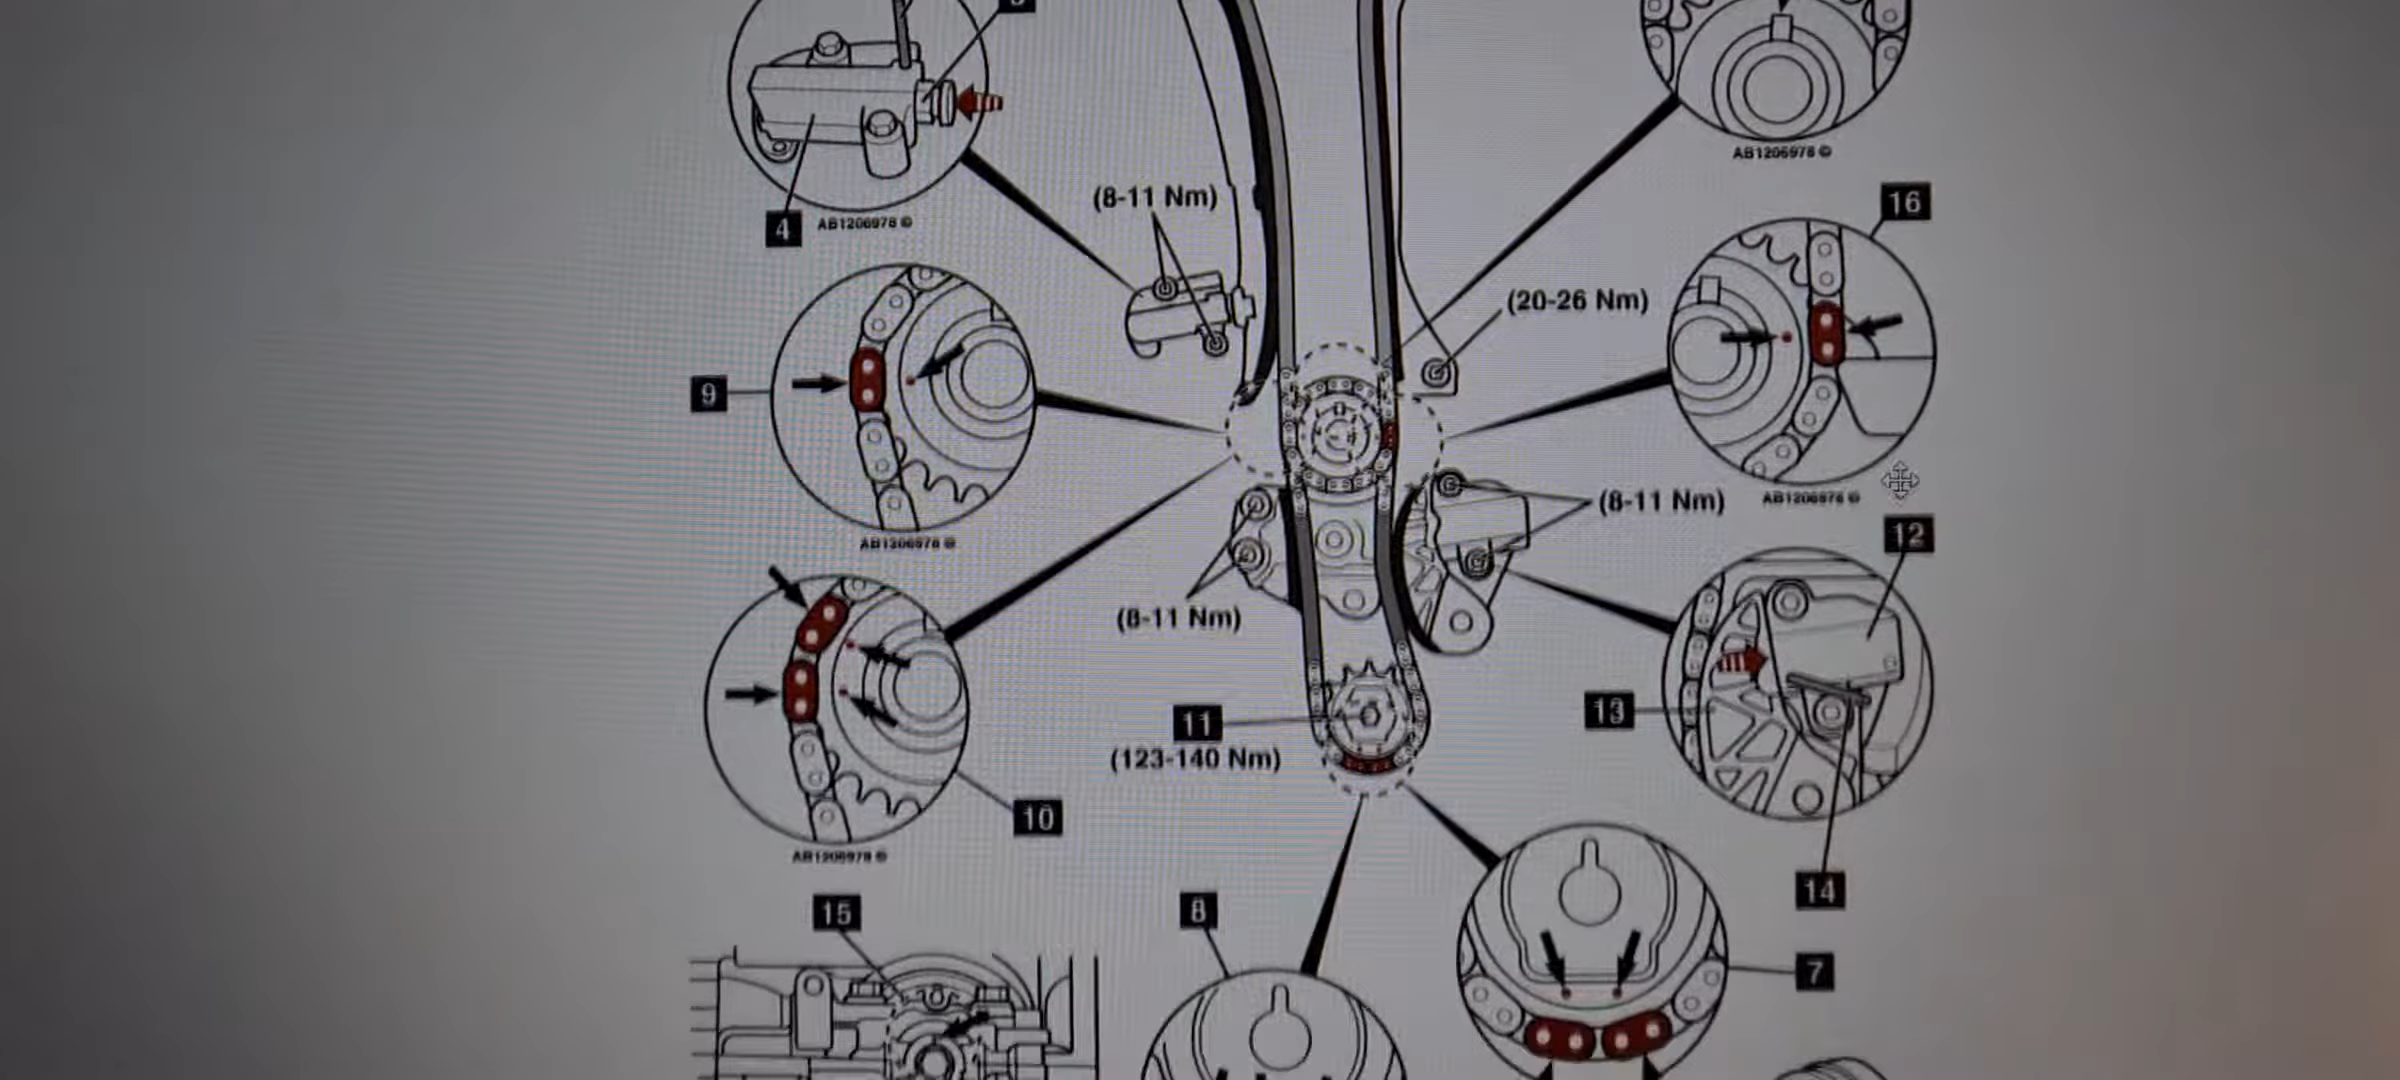 AB1206978 ©
4
AB1206978 ©
(8-11 Nm)
16
(20-26 Nm)
9
AB1206978 ©
AB1206978 ©
(8-11 Nm)
12
(8-11 Nm)
11
(123-140 Nm)
13
10
AB1206978 ©
14
15
8
7